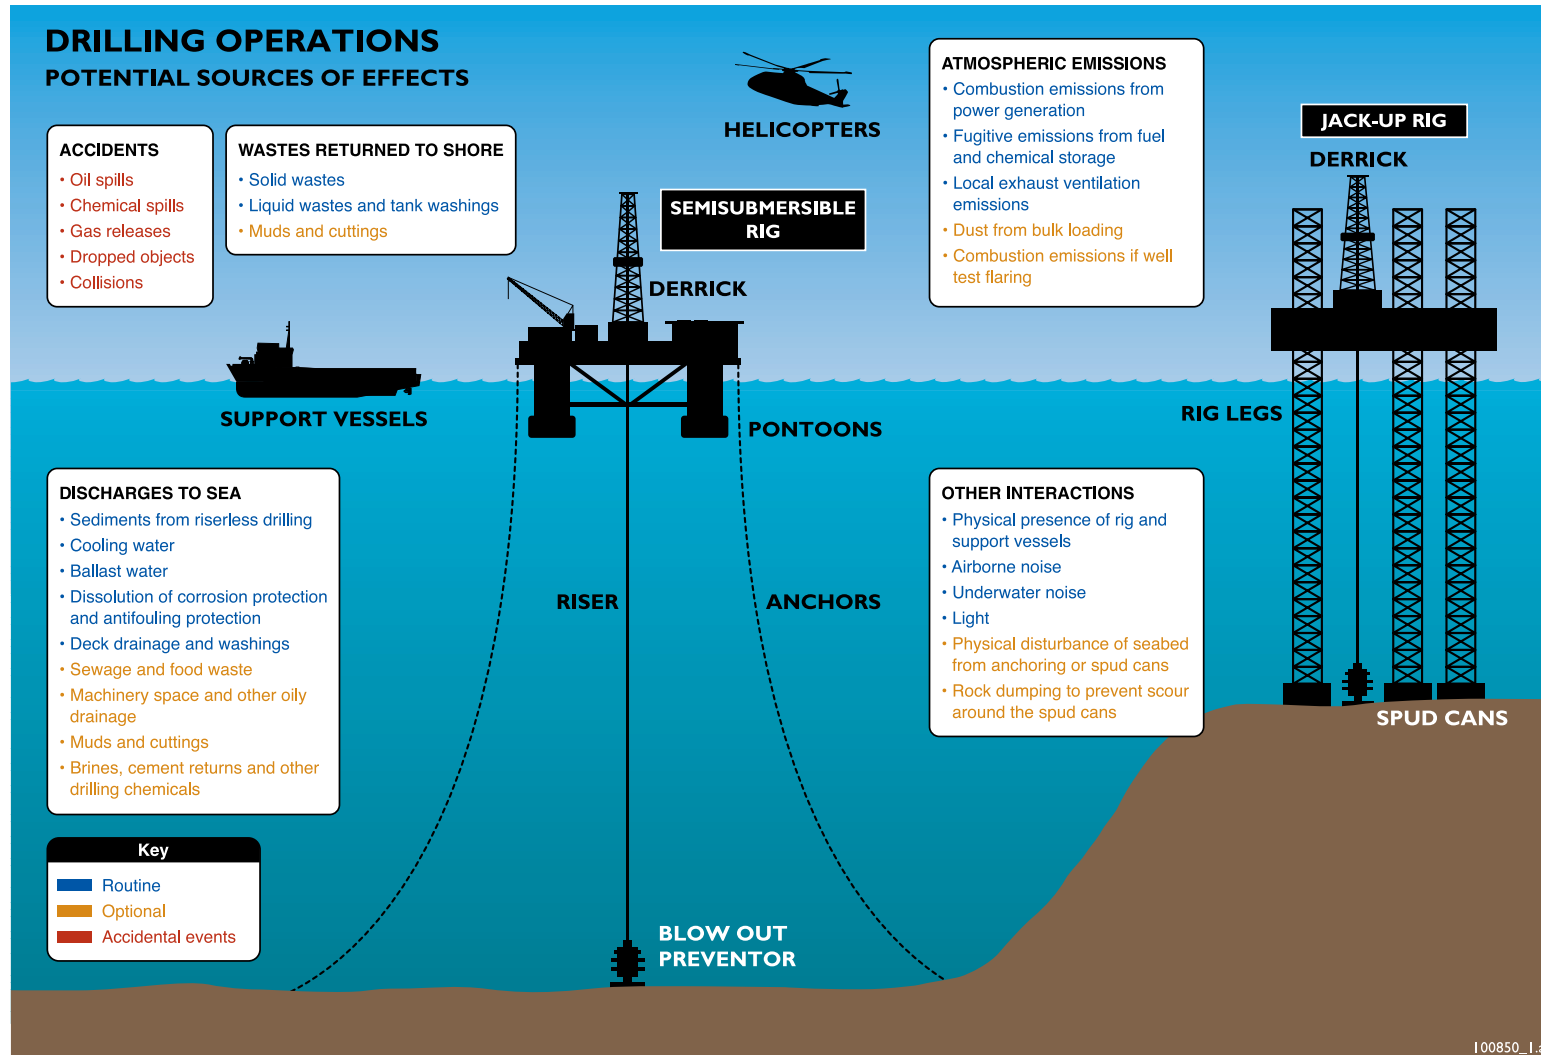 DRILLING OPERATIONS
POTENTIAL SOURCES OF EFFECTS
HELICOPTERS
ACCIDENTS
• Oil spills
• Chemical spills
• Gas releases
• Dropped objects
• Collisions
WASTES RETURNED TO SHORE
• Solid wastes
• Liquid wastes and tank washings
• Muds and cuttings
SEMISUBMERSIBLE
RIG
DERRICK
ATMOSPHERIC EMISSIONS
• Combustion emissions from
power generation
• Fugitive emissions from fuel
and chemical storage
• Local exhaust ventilation
emissions
• Dust from bulk loading
• Combustion emissions if well
test flaring
JACK-UP RIG
DERRICK
SUPPORT VESSELS
PONTOONS
RIG LEGS
DISCHARGES TO SEA
• Sediments from riserless drilling
• Cooling water
• Ballast water
• Dissolution of corrosion protection
and antifouling protection
• Deck drainage and washings
• Sewage and food waste
• Machinery space and other oily
drainage
• Muds and cuttings
• Brines, cement returns and other
drilling chemicals
RISER
ANCHORS
OTHER INTERACTIONS
• Physical presence of rig and
support vessels
• Airborne noise
• Underwater noise
• Light
• Physical disturbance of seabed
from anchoring or spud cans
• Rock dumping to prevent scour
around the spud cans
SPUD CANS
Key
Routine
Optional
Accidental events
BLOW OUT
PREVENTOR